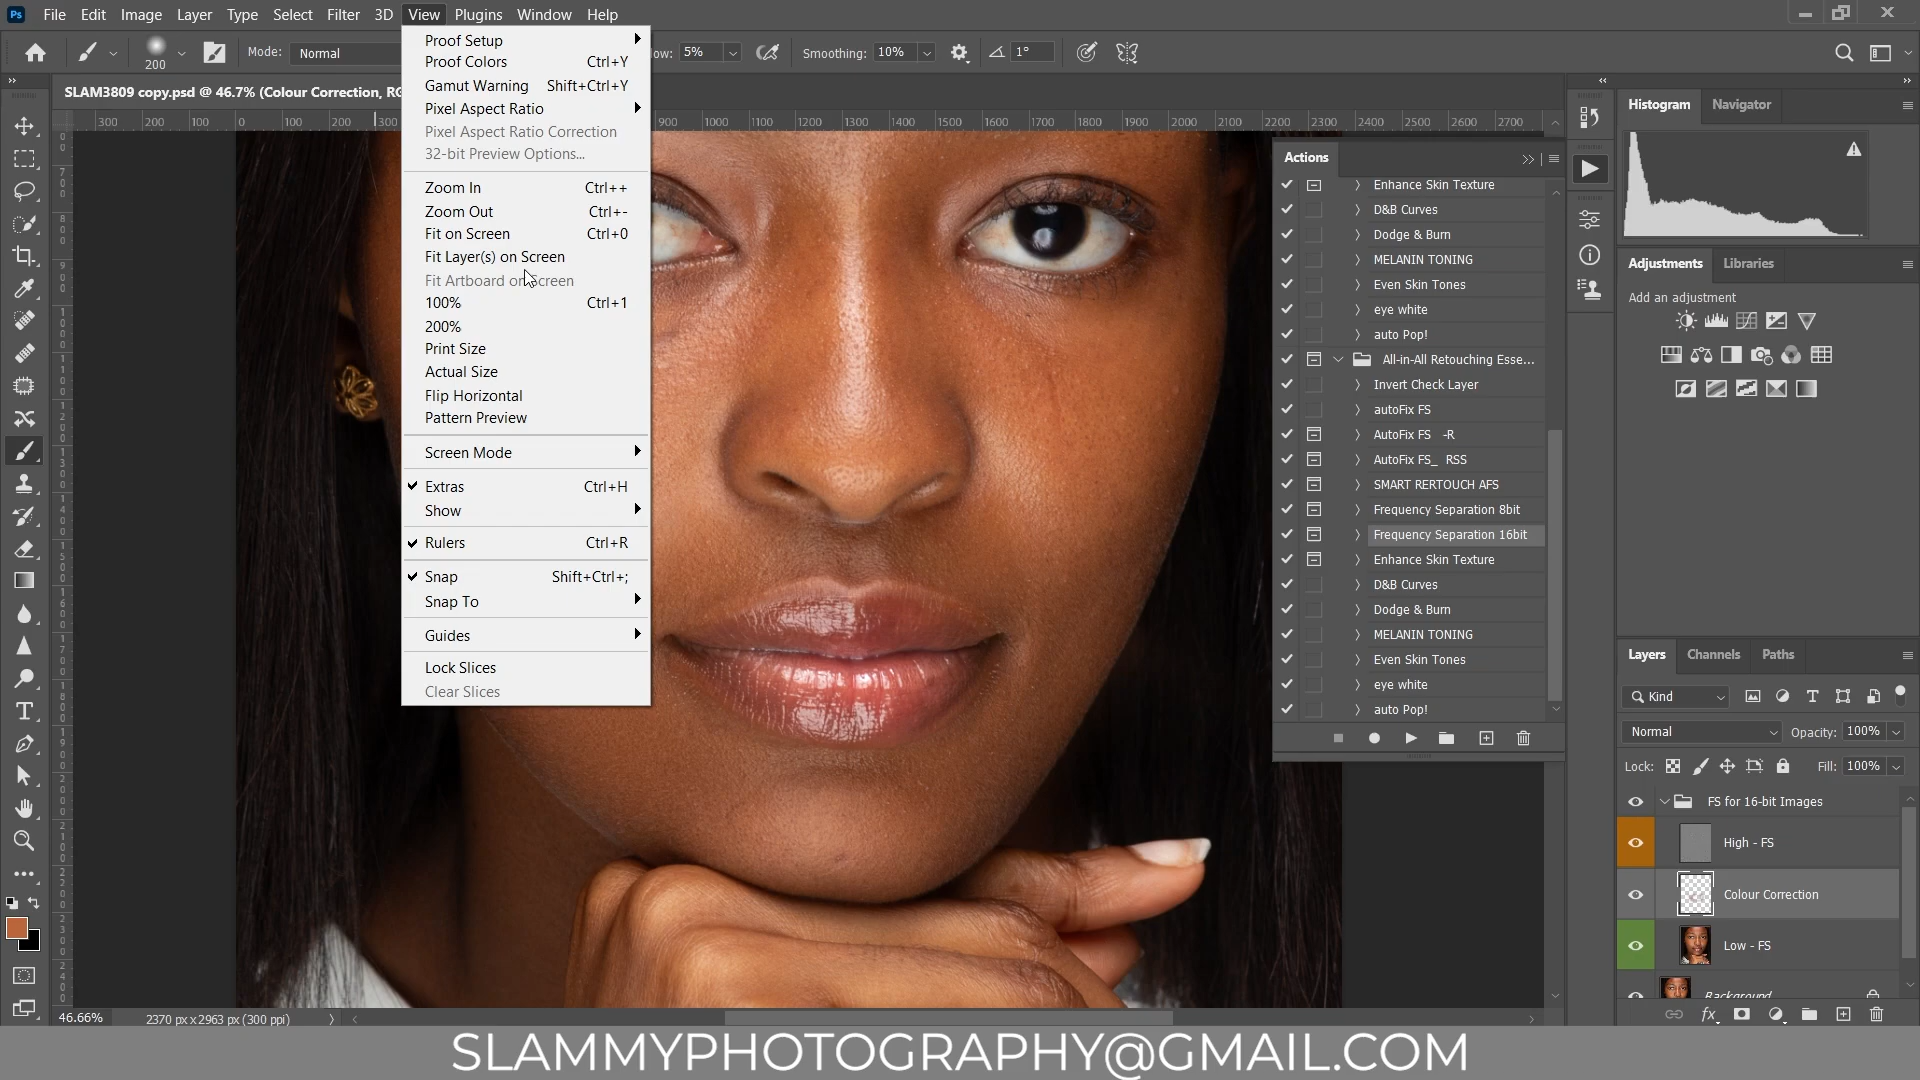 Ps File Edit Image Layer Type Select Filter 3D View Plugins Window Help
200 Mode: Normal low: 5% Smoothing: 10% 1°
SLAM3809 copy.psd @ 46.7% (Colour Correction, RG
300 200 100 0 100 200 300 900 1000 1100 1200 1300 1400 1500 1600 1700 1800 1900 2000 2100 2200 2300 2400 2500 2600 2700
Proof Setup
Proof Colors Ctrl+Y
Gamut Warning Shift+Ctrl+Y
Pixel Aspect Ratio
Pixel Aspect Ratio Correction
32-bit Preview Options...
Zoom In Ctrl++
Zoom Out Ctrl+-
Fit on Screen Ctrl+0
Fit Layer(s) on Screen
Fit Artboard on Screen
100% Ctrl+1
200%
Print Size
Actual Size
Flip Horizontal
Pattern Preview
Screen Mode
Extras Ctrl+H
Show
Rulers Ctrl+R
Snap Shift+Ctrl+;
Snap To
Guides
Lock Slices
Clear Slices
Actions
Enhance Skin Texture
D&B Curves
Dodge & Burn
MELANIN TONING
Even Skin Tones
eye white
auto Pop!
All-in-All Retouching Esse...
Invert Check Layer
autoFix FS
AutoFix FS -R
AutoFix FS_ RSS
SMART RERTOUCH AFS
Frequency Separation 8bit
Frequency Separation 16bit
Enhance Skin Texture
D&B Curves
Dodge & Burn
MELANIN TONING
Even Skin Tones
eye white
auto Pop!
Histogram Navigator
Adjustments Libraries
Add an adjustment
Layers Channels Paths
Kind
Normal Opacity: 100%
Lock: Fill: 100%
FS for 16-bit Images
High - FS
Colour Correction
Low - FS
Background
46.66% 2370 px x 2963 px (300 ppi)
SLAMMYPHOTOGRAPHY@GMAIL.COM